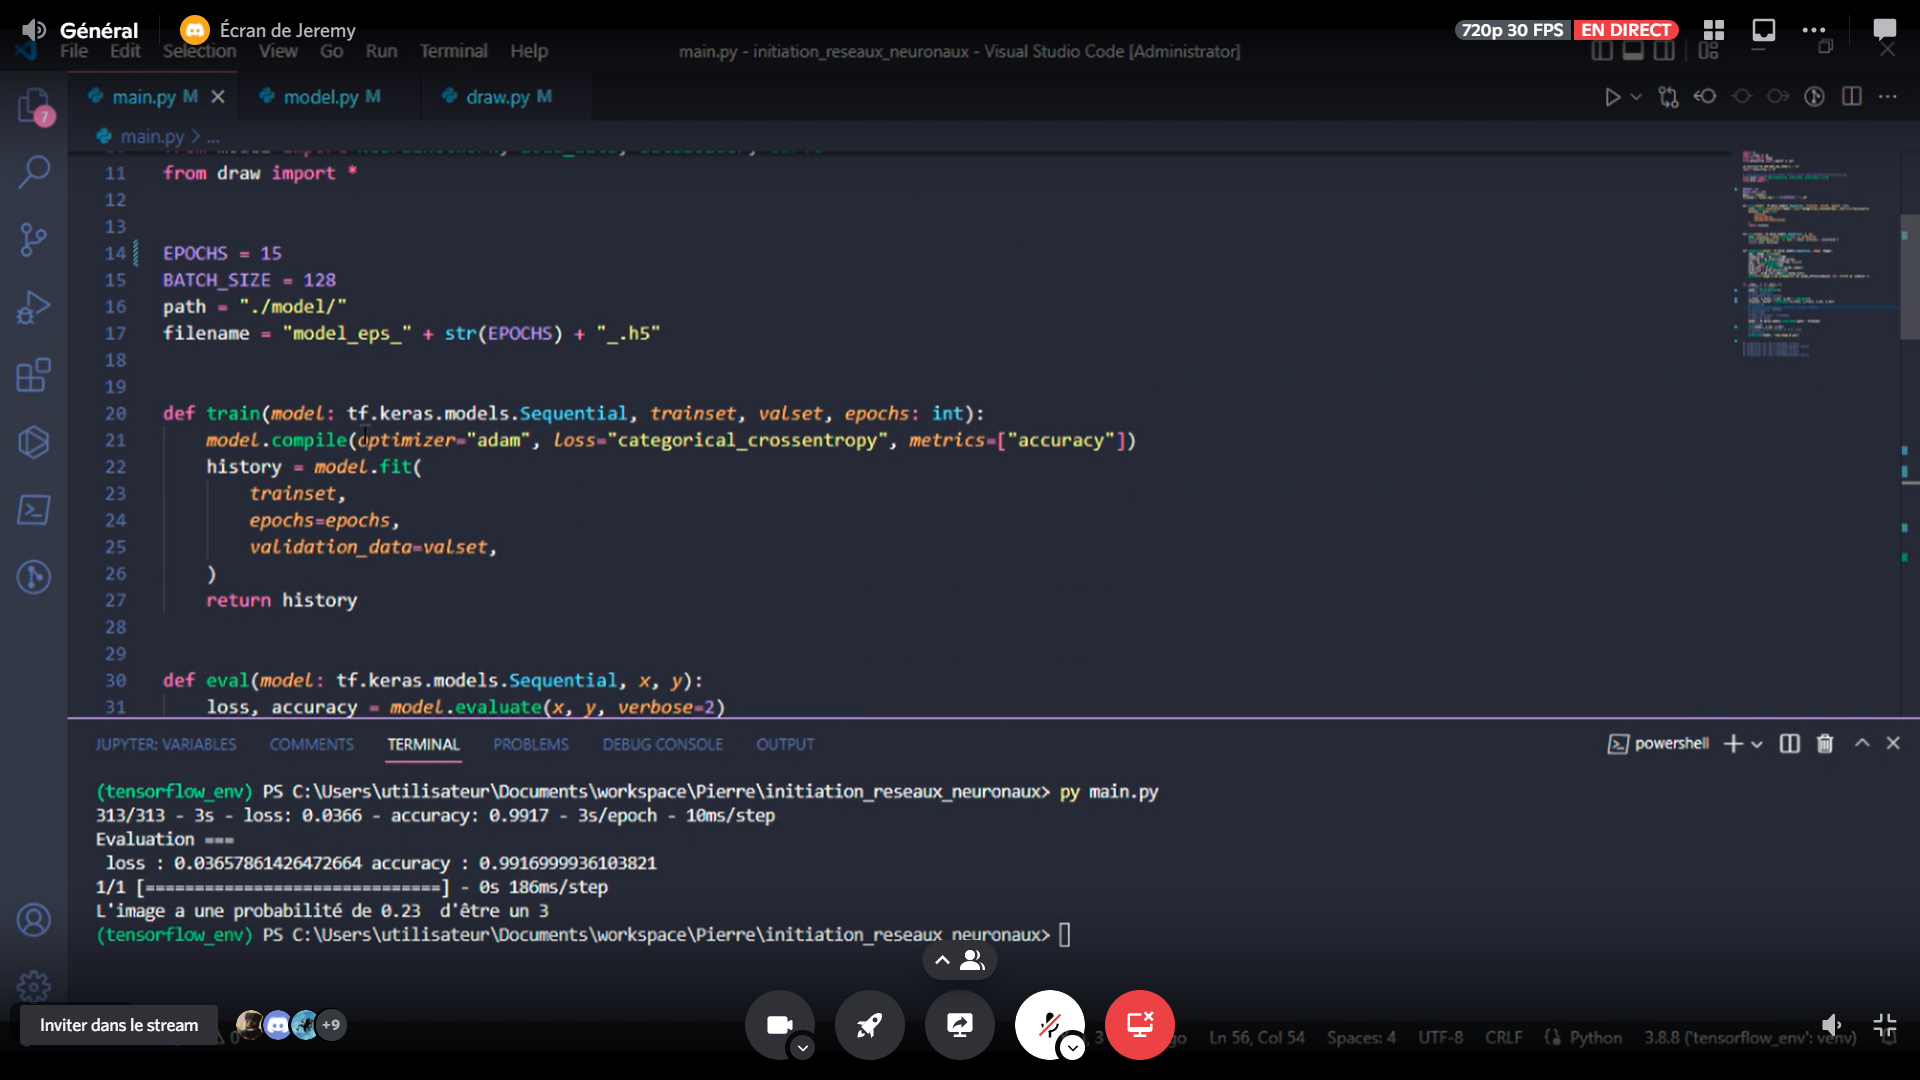 Général
Écran de Jeremy
720p 30 FPS
EN DIRECT
File Edit Selection View Go Run Terminal Help
main.py - initiation_reseaux_neuronaux - Visual Studio Code [Administrator]
main.py M
model.py M
draw.py M
7
main.py > ...
11 from draw import *
12
13
14 EPOCHS = 15
15 BATCH_SIZE = 128
16 path = "./model/"
17 filename = "model_eps_" + str(EPOCHS) + "_.h5"
18
19
20 def train(model: tf.keras.models.Sequential, trainset, valset, epochs: int):
21 model.compile(optimizer="adam", loss="categorical_crossentropy", metrics=["accuracy"])
22 history = model.fit(
23 trainset,
24 epochs=epochs,
25 validation_data=valset,
26 )
27 return history
28
29
30 def eval(model: tf.keras.models.Sequential, x, y):
31 loss, accuracy = model.evaluate(x, y, verbose=2)
JUPYTER: VARIABLES COMMENTS TERMINAL PROBLEMS DEBUG CONSOLE OUTPUT
powershell
(tensorflow_env) PS C:\Users\utilisateur\Documents\workspace\Pierre\initiation_reseaux_neuronaux> py main.py
313/313 - 3s - loss: 0.0366 - accuracy: 0.9917 - 3s/epoch - 10ms/step
Evaluation ===
loss : 0.03657861426472664 accuracy : 0.9916999936103821
1/1 [==============================] - 0s 186ms/step
L'image a une probabilité de 0.23 d'être un 3
(tensorflow_env) PS C:\Users\utilisateur\Documents\workspace\Pierre\initiation_reseaux_neuronaux>
Inviter dans le stream
+9
Ln 56, Col 54 Spaces: 4 UTF-8 CRLF Python 3.8.8 ('tensorflow_env': venv)